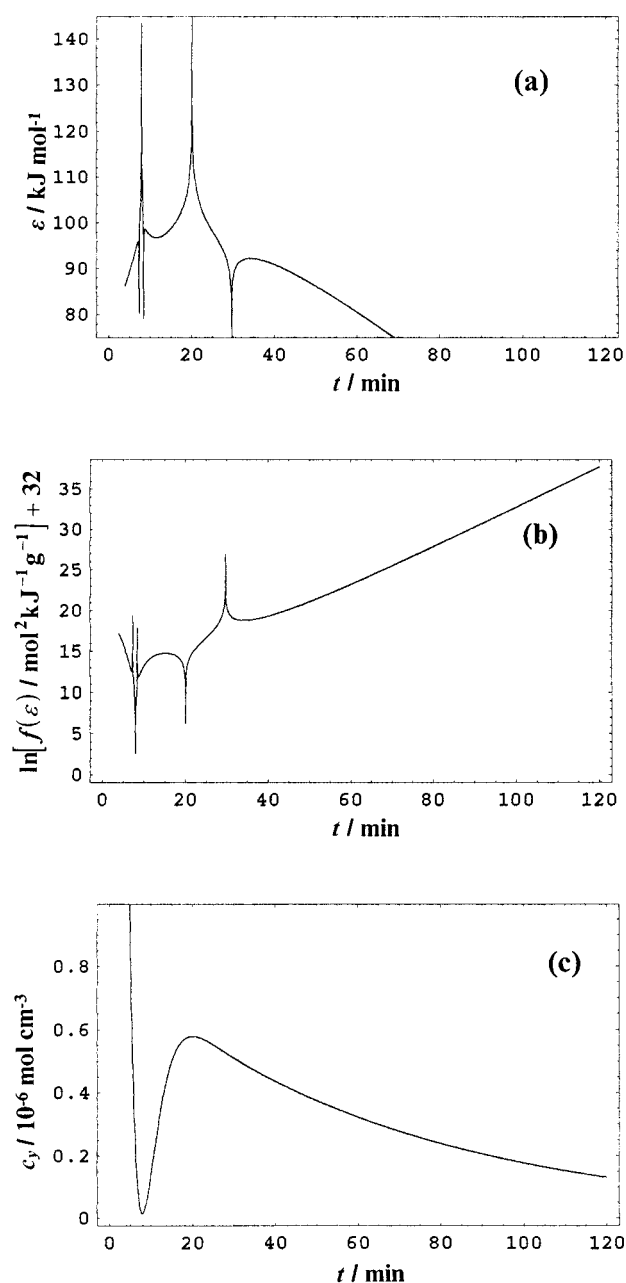 140
130
120
110
100
90
80
ε / kJ mol⁻¹
(a)
0 20 40 60 80 100 120
t / min
35
30
25
20
15
10
5
0
ln[f(ε) / mol² kJ⁻¹ g⁻¹] + 32
(b)
0 20 40 60 80 100 120
t / min
0.8
0.6
0.4
0.2
0
c_y / 10⁻⁶ mol cm⁻³
(c)
0 20 40 60 80 100 120
t / min